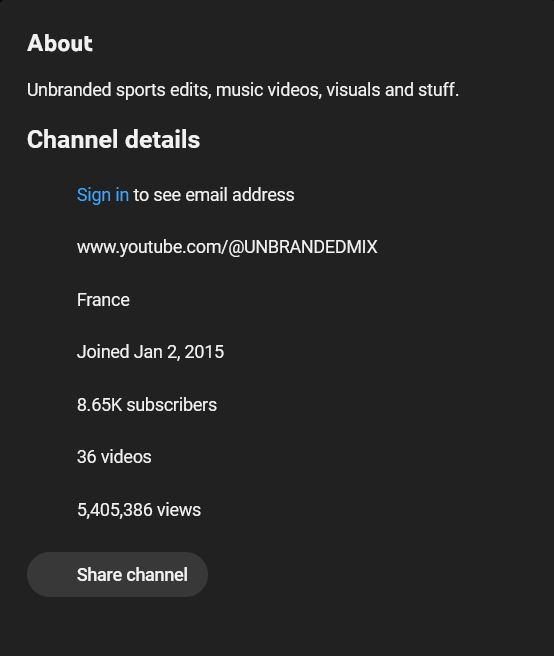 About
Unbranded sports edits, music videos, visuals and stuff.
Channel details
Sign in to see email address
www.youtube.com/@UNBRANDEDMIX
France
Joined Jan 2, 2015
8.65K subscribers
36 videos
5,405,386 views
Share channel